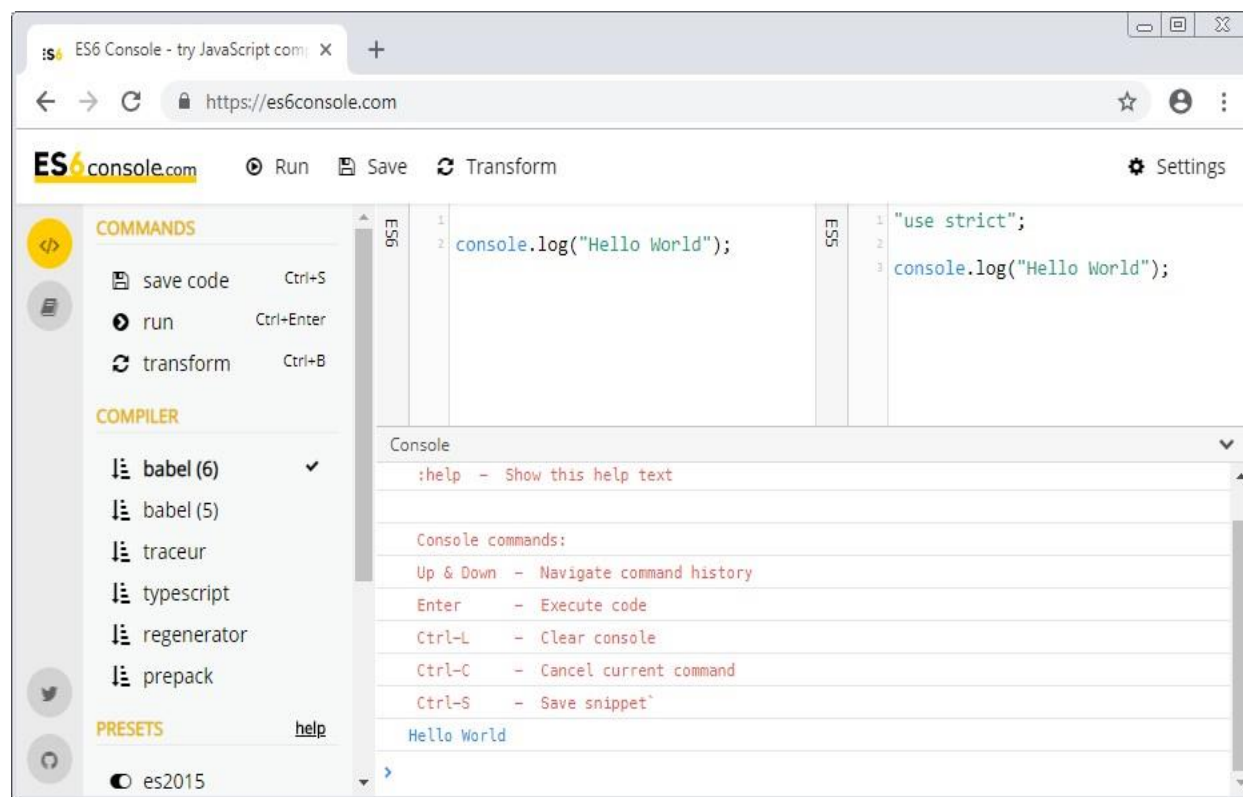 ES6 ES6 Console - try JavaScript com
https://es6console.com
ES6console.com Run Save Transform Settings
COMMANDS
save code Ctrl+S
run Ctrl+Enter
transform Ctrl+B
COMPILER
babel (6)
babel (5)
traceur
typescript
regenerator
prepack
PRESETS help
es2015
ES6
1
2 console.log("Hello World");
ES5
1 "use strict";
2
3 console.log("Hello World");
Console
:help – Show this help text
Console commands:
Up & Down – Navigate command history
Enter – Execute code
Ctrl-L – Clear console
Ctrl-C – Cancel current command
Ctrl-S – Save snippet`
Hello World
>